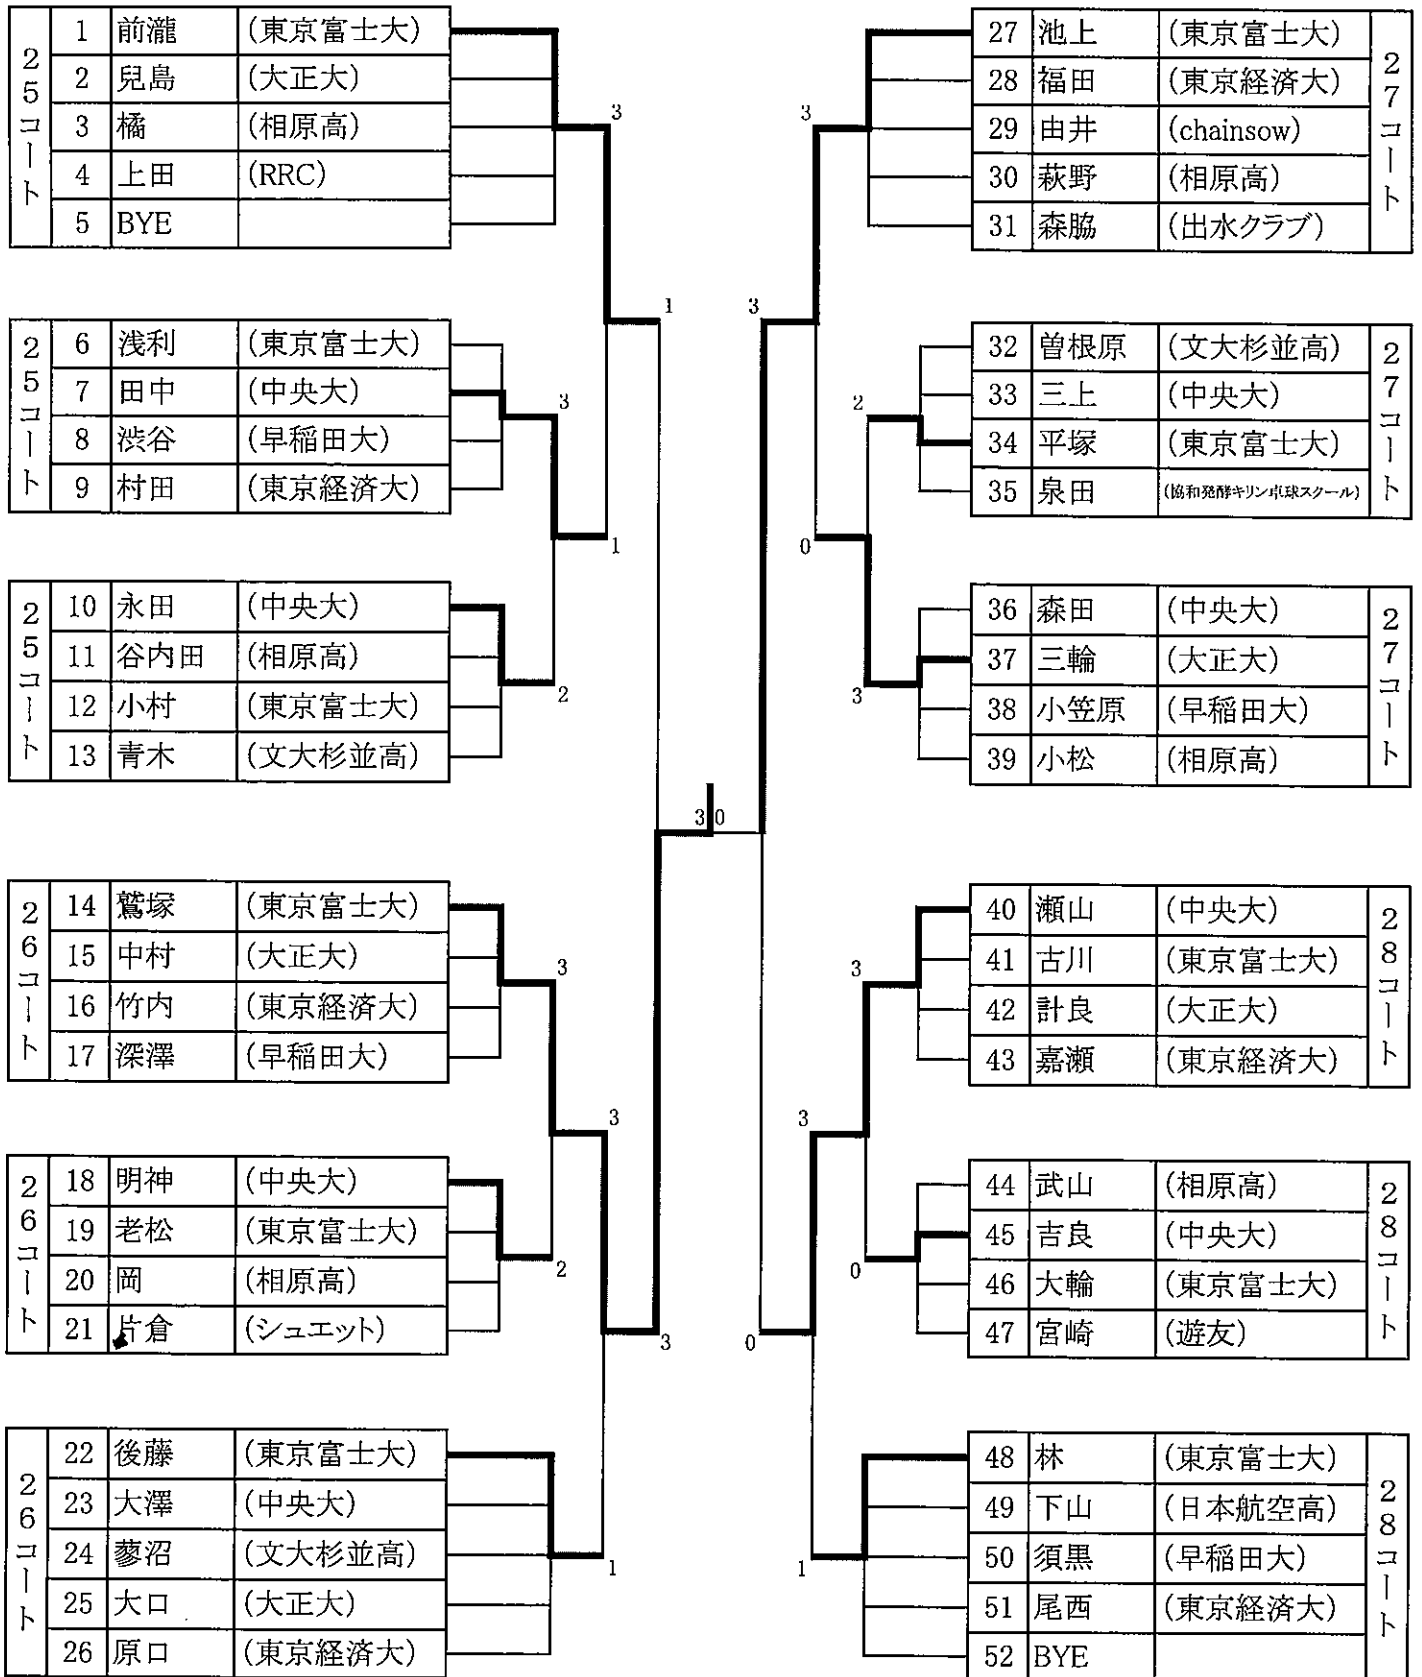 25コート
1 前瀧 (東京富士大)
2 兒島 (大正大)
3 橘 (相原高)
4 上田 (RRC)
5 BYE
3
25コート
6 浅利 (東京富士大)
7 田中 (中央大)
8 渋谷 (早稲田大)
9 村田 (東京経済大)
3
1
1
25コート
10 永田 (中央大)
11 谷内田 (相原高)
12 小村 (東京富士大)
13 青木 (文大杉並高)
2
26コート
14 鷲塚 (東京富士大)
15 中村 (大正大)
16 竹内 (東京経済大)
17 深澤 (早稲田大)
3
3
26コート
18 明神 (中央大)
19 老松 (東京富士大)
20 岡 (相原高)
21 片倉 (シュエット)
2
3
26コート
22 後藤 (東京富士大)
23 大澤 (中央大)
24 蓼沼 (文大杉並高)
25 大口 (大正大)
26 原口 (東京経済大)
1
3 0
27 池上 (東京富士大)
28 福田 (東京経済大)
29 由井 (chainsow)
30 萩野 (相原高)
31 森脇 (出水クラブ)
27コート
3
3
32 曽根原 (文大杉並高)
33 三上 (中央大)
34 平塚 (東京富士大)
35 泉田 (協和発酵キリン卓球スクール)
27コート
2
0
36 森田 (中央大)
37 三輪 (大正大)
38 小笠原 (早稲田大)
39 小松 (相原高)
27コート
3
40 瀬山 (中央大)
41 古川 (東京富士大)
42 計良 (大正大)
43 嘉瀬 (東京経済大)
28コート
3
3
44 武山 (相原高)
45 吉良 (中央大)
46 大輪 (東京富士大)
47 宮崎 (遊友)
28コート
0
0
48 林 (東京富士大)
49 下山 (日本航空高)
50 須黒 (早稲田大)
51 尾西 (東京経済大)
52 BYE
28コート
1